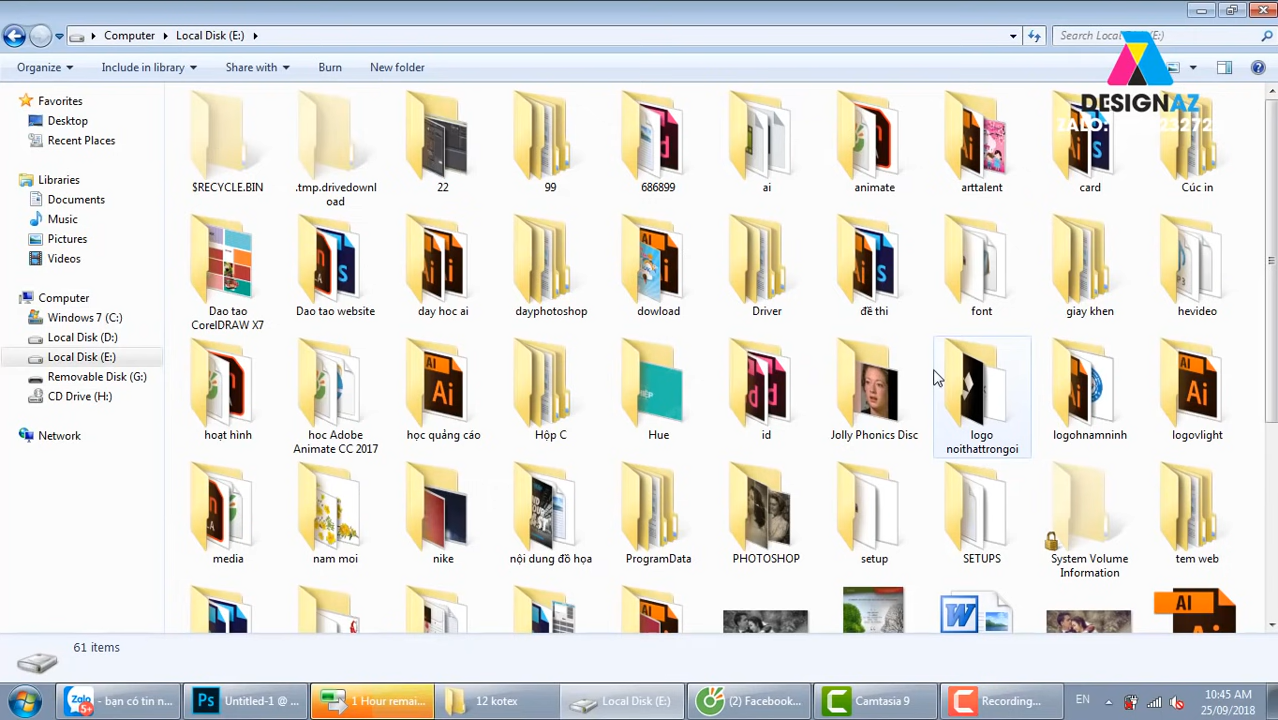 Computer
Local Disk (E:)
Search Local Disk (E:)
Organize
Include in library
Share with
Burn
New folder
DESIGNAZ
ZALO:
Favorites
Desktop
Recent Places
Libraries
Documents
Music
Pictures
Videos
Computer
Windows 7 (C:)
Local Disk (D:)
Local Disk (E:)
Removable Disk (G:)
CD Drive (H:)
Network
$RECYCLE.BIN
.tmp.drivedownl
oad
22
99
686899
ai
animate
arttalent
card
Cúc in
Dao tao
CorelDRAW X7
Dao tao website
day hoc ai
dayphotoshop
dowload
Driver
đề thi
font
giay khen
hevideo
hoạt hình
hoc Adobe
Animate CC 2017
học quảng cáo
Hộp C
Hue
id
Jolly Phonics Disc
logo
noithattrongoi
logohnamninh
logovlight
media
nam moi
nike
nội dung đồ họa
ProgramData
PHOTOSHOP
setup
SETUPS
System Volume
Information
tem web
61 items
- bạn có tin n...
Untitled-1 @ ...
1 Hour remai...
12 kotex
Local Disk (E:)
(2) Facebook...
Camtasia 9
Recording...
EN
10:45 AM
25/09/2018